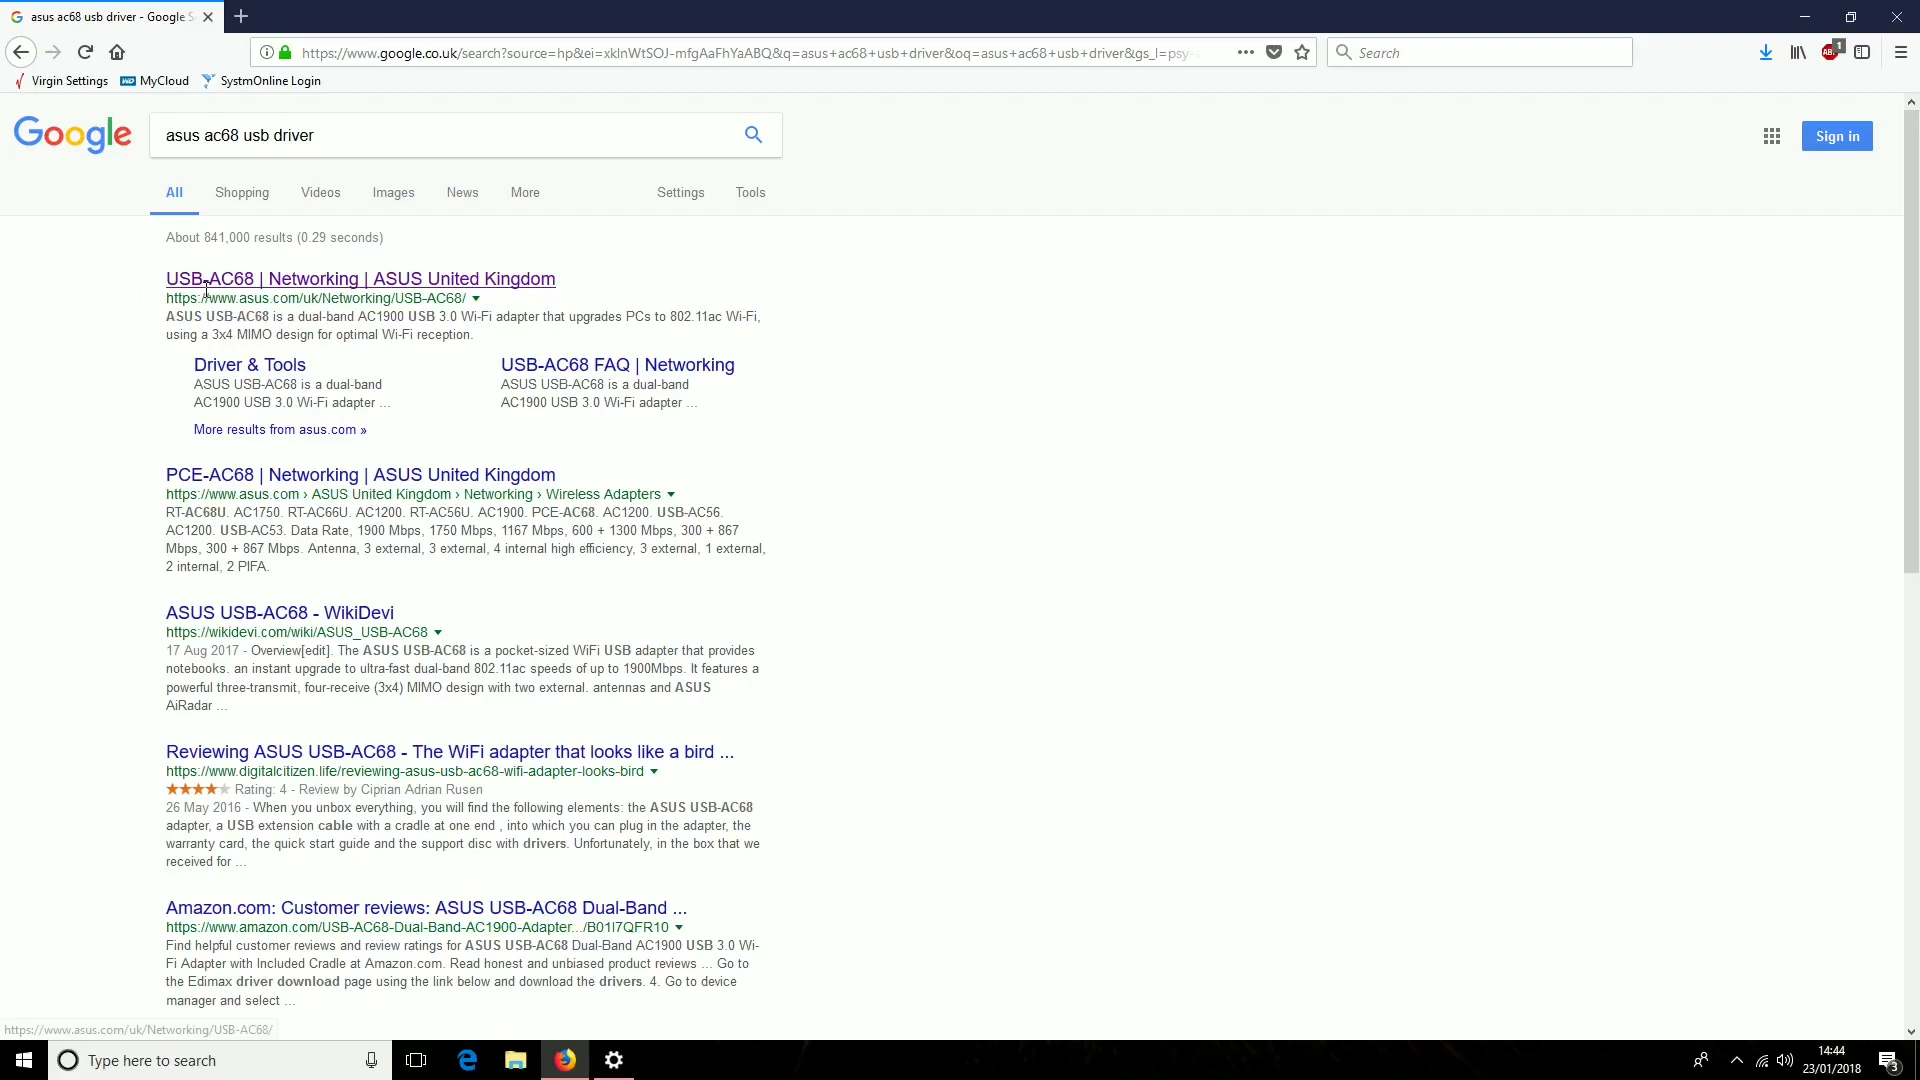 asus ac68 usb driver - Google S
https://www.google.co.uk/search?source=hp&ei=xklnWtSOJ-mfgAaFhYaABQ&q=asus+ac68+usb+driver&oq=asus+ac68+usb+driver&gs_l=psy-
Search
1
Virgin Settings
MyCloud
SystmOnline Login
Google
asus ac68 usb driver
Sign in
All Shopping Videos Images News More Settings Tools
About 841,000 results (0.29 seconds)
USB-AC68 | Networking | ASUS United Kingdom
https://www.asus.com/uk/Networking/USB-AC68/
ASUS USB-AC68 is a dual-band AC1900 USB 3.0 Wi-Fi adapter that upgrades PCs to 802.11ac Wi-Fi,
using a 3x4 MIMO design for optimal Wi-Fi reception.
Driver & Tools
ASUS USB-AC68 is a dual-band
AC1900 USB 3.0 Wi-Fi adapter ...
USB-AC68 FAQ | Networking
ASUS USB-AC68 is a dual-band
AC1900 USB 3.0 Wi-Fi adapter ...
More results from asus.com »
PCE-AC68 | Networking | ASUS United Kingdom
https://www.asus.com › ASUS United Kingdom › Networking › Wireless Adapters
RT-AC68U. AC1750. RT-AC66U. AC1200. RT-AC56U. AC1900. PCE-AC68. AC1200. USB-AC56.
AC1200. USB-AC53. Data Rate, 1900 Mbps, 1750 Mbps, 1167 Mbps, 600 + 1300 Mbps, 300 + 867
Mbps, 300 + 867 Mbps. Antenna, 3 external, 3 external, 4 internal high efficiency, 3 external, 1 external,
2 internal, 2 PIFA.
ASUS USB-AC68 - WikiDevi
https://wikidevi.com/wiki/ASUS_USB-AC68
17 Aug 2017 - Overview[edit]. The ASUS USB-AC68 is a pocket-sized WiFi USB adapter that provides
notebooks. an instant upgrade to ultra-fast dual-band 802.11ac speeds of up to 1900Mbps. It features a
powerful three-transmit, four-receive (3x4) MIMO design with two external. antennas and ASUS
AiRadar ...
Reviewing ASUS USB-AC68 - The WiFi adapter that looks like a bird ...
https://www.digitalcitizen.life/reviewing-asus-usb-ac68-wifi-adapter-looks-bird
Rating: 4 - Review by Ciprian Adrian Rusen
26 May 2016 - When you unbox everything, you will find the following elements: the ASUS USB-AC68
adapter, a USB extension cable with a cradle at one end , into which you can plug in the adapter, the
warranty card, the quick start guide and the support disc with drivers. Unfortunately, in the box that we
received for ...
Amazon.com: Customer reviews: ASUS USB-AC68 Dual-Band ...
https://www.amazon.com/USB-AC68-Dual-Band-AC1900-Adapter.../B01I7QFR10
Find helpful customer reviews and review ratings for ASUS USB-AC68 Dual-Band AC1900 USB 3.0 Wi-
Fi Adapter with Included Cradle at Amazon.com. Read honest and unbiased product reviews ... Go to
the Edimax driver download page using the link below and download the drivers. 4. Go to device
manager and select ...
https://www.asus.com/uk/Networking/USB-AC68/
Type here to search
14:44
23/01/2018
3